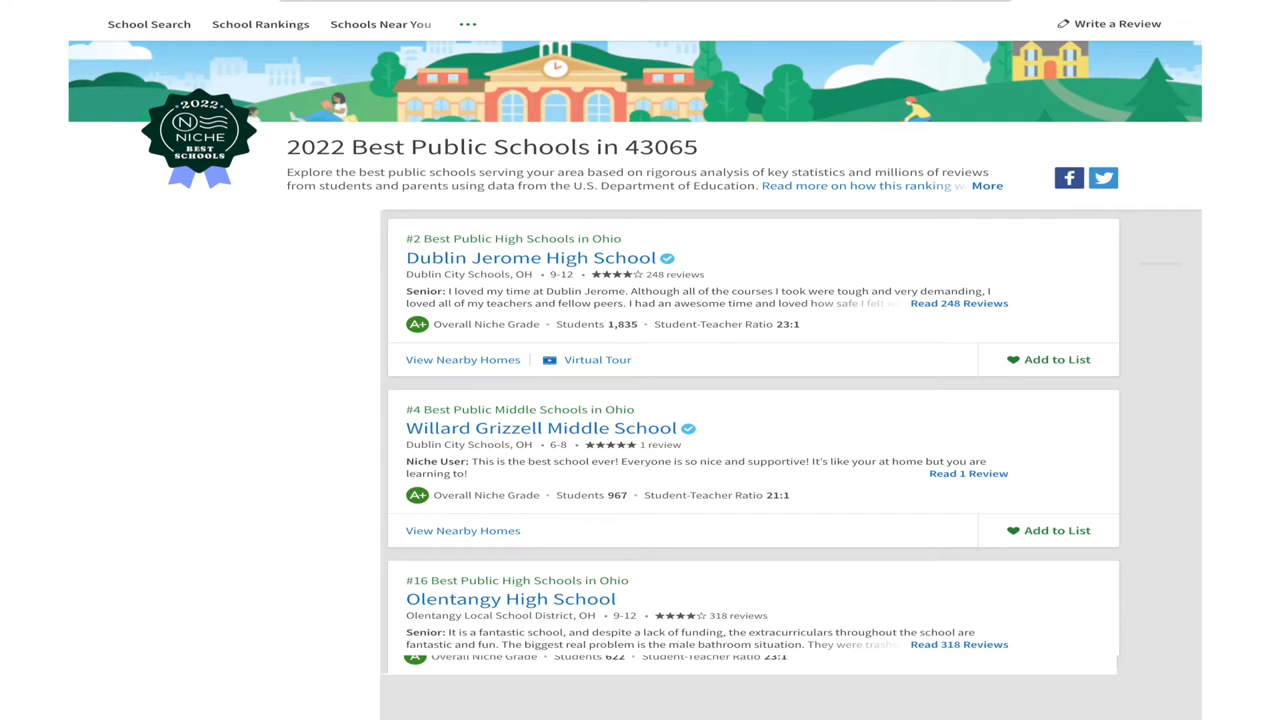 School Search School Rankings Schools Near You ••• Write a Review
2022
NICHE
BEST
SCHOOLS
2022 Best Public Schools in 43065
Explore the best public schools serving your area based on rigorous analysis of key statistics and millions of reviews
from students and parents using data from the U.S. Department of Education. Read more on how this ranking w More
#2 Best Public High Schools in Ohio
Dublin Jerome High School
Dublin City Schools, OH • 9-12 • ★★★★☆ 248 reviews
Senior: I loved my time at Dublin Jerome. Although all of the courses I took were tough and very demanding, I
loved all of my teachers and fellow peers. I had an awesome time and loved how safe I felt Read 248 Reviews
A+ Overall Niche Grade • Students 1,835 • Student-Teacher Ratio 23:1
View Nearby Homes Virtual Tour Add to List
#4 Best Public Middle Schools in Ohio
Willard Grizzell Middle School
Dublin City Schools, OH • 6-8 • ★★★★★ 1 review
Niche User: This is the best school ever! Everyone is so nice and supportive! It's like your at home but you are
learning to! Read 1 Review
A+ Overall Niche Grade • Students 967 • Student-Teacher Ratio 21:1
View Nearby Homes Add to List
#16 Best Public High Schools in Ohio
Olentangy High School
Olentangy Local School District, OH • 9-12 • ★★★★☆ 318 reviews
Senior: It is a fantastic school, and despite a lack of funding, the extracurriculars throughout the school are
fantastic and fun. The biggest real problem is the male bathroom situation. They were Read 318 Reviews
A+ Overall Niche Grade • Students 622 • Student-Teacher Ratio 23:1